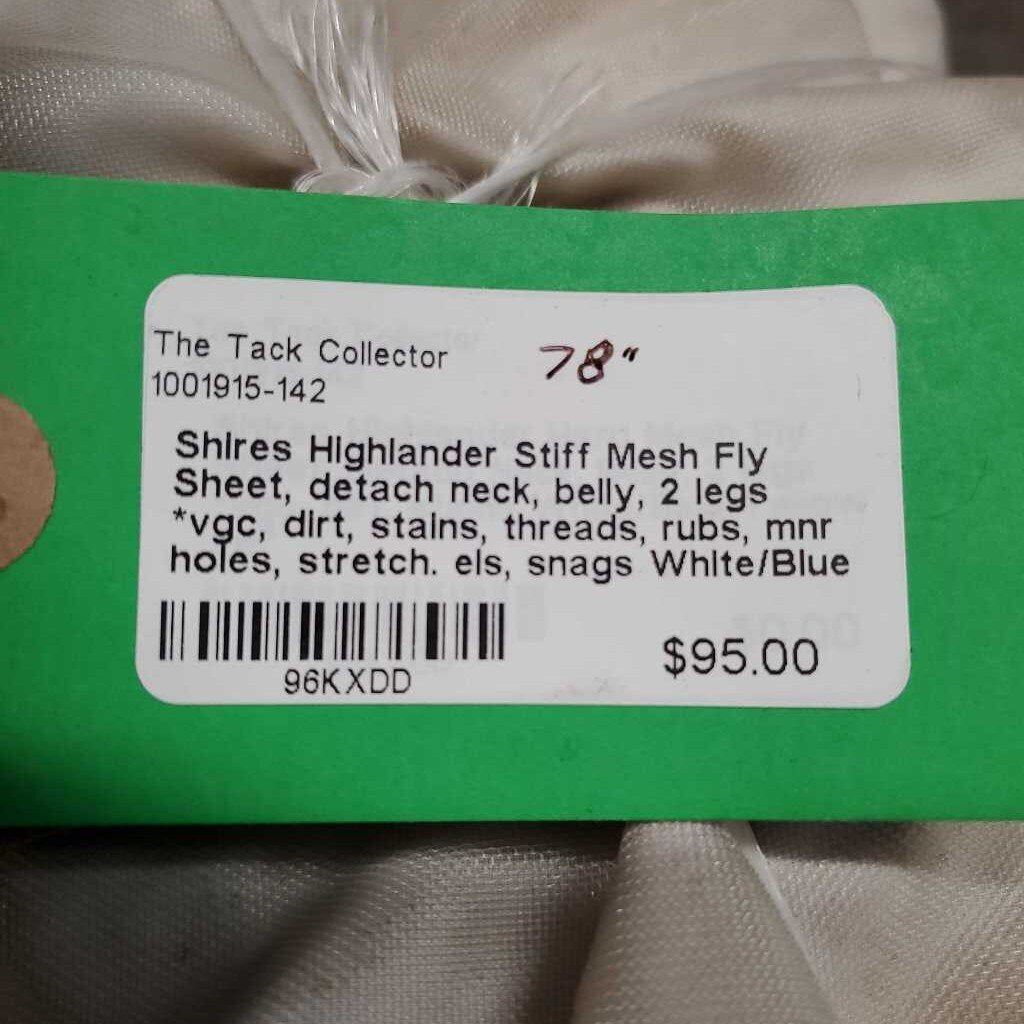 The Tack Collector 78"
1001915-142
Shires Highlander Stiff Mesh Fly
Sheet, detach neck, belly, 2 legs
*vgc, dirt, stains, threads, rubs, mnr
holes, stretch. els, snags White/Blue
96KXDD
$95.00